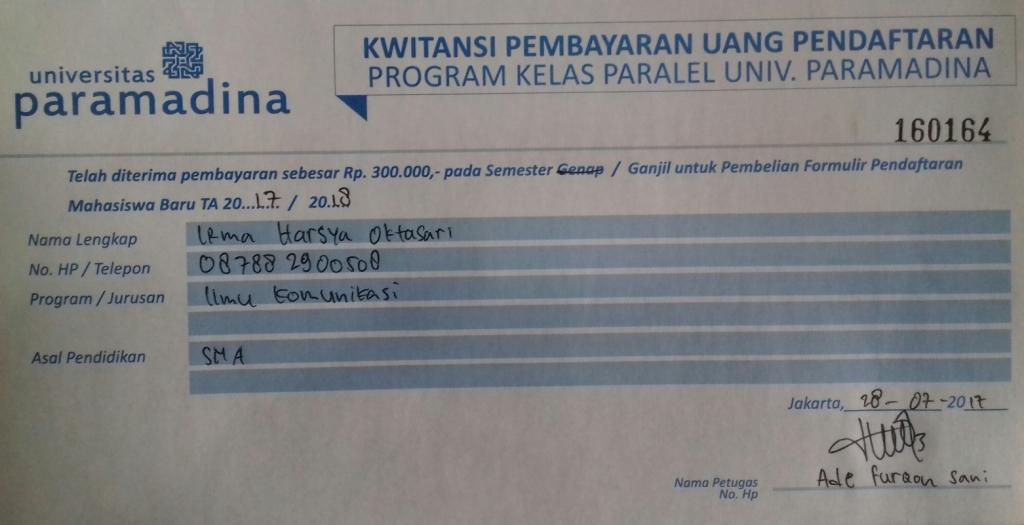 universitas
paramadina
KWITANSI PEMBAYARAN UANG PENDAFTARAN
PROGRAM KELAS PARALEL UNIV. PARAMADINA
160164
Telah diterima pembayaran sebesar Rp. 300.000,- pada Semester Genap / Ganjil untuk Pembelian Formulir Pendaftaran
Mahasiswa Baru TA 20...17. / 20.18
Nama Lengkap Irma Harsya Oktasari
No. HP / Telepon 087882900508
Program / Jurusan Ilmu Komunikasi
Asal Pendidikan SMA
Jakarta, 28-07-2017
Nama Petugas Ade Furqon Sani
No. Hp